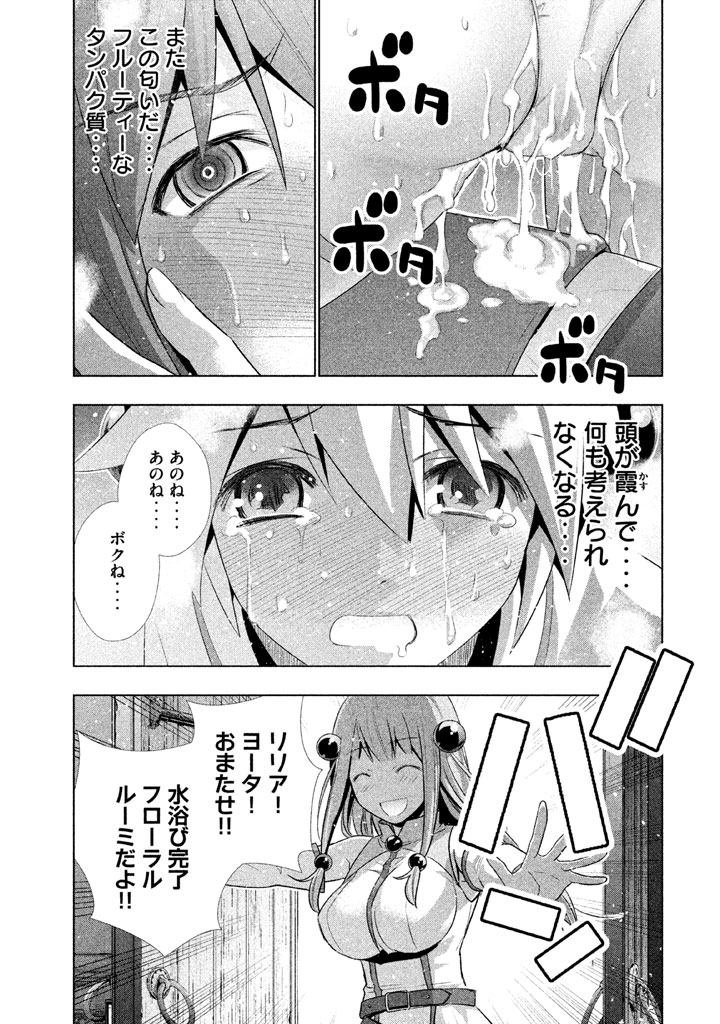 ボタ
ボタ
ボタ
また
この匂いだ‥‥
フルーティーな
タンパク質‥‥
頭が霞んで‥‥
かす
何も考えられ
なくなる‥‥
あのね‥‥
あのね‥‥
ボクね‥‥
バーン
リリア！
ヨータ！
おまたせ!!
水浴び完了
フローラル
ルーミだよ!!